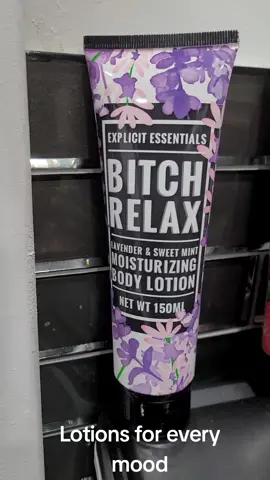 EXPLICIT ESSENTIALS
BITCH
RELAX
LAVENDER & SWEET MINT
MOISTURIZING
BODY LOTION
NET WT 150ML
Lotions for every
mood